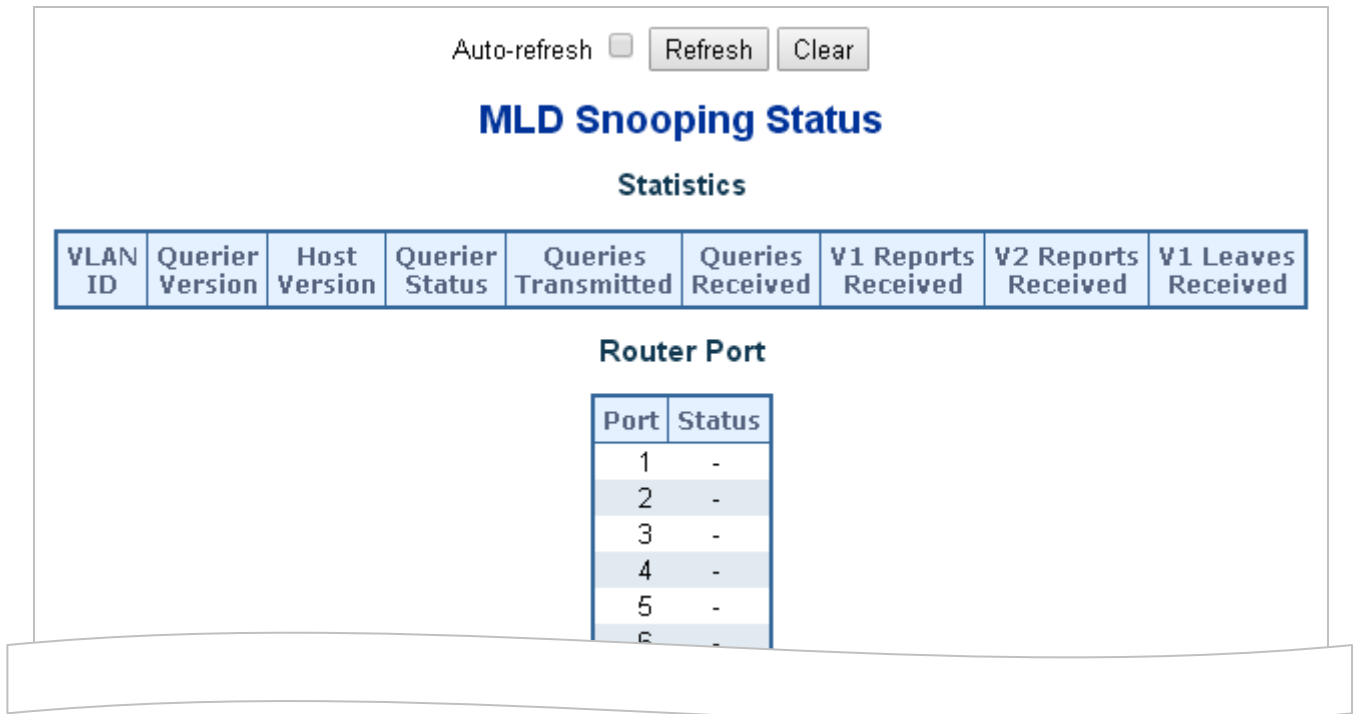 Auto-refresh Refresh Clear
MLD Snooping Status
Statistics
VLAN ID Querier Version Host Version Querier Status Queries Transmitted Queries Received V1 Reports Received V2 Reports Received V1 Leaves Received
Router Port
Port Status
1 -
2 -
3 -
4 -
5 -
6 -